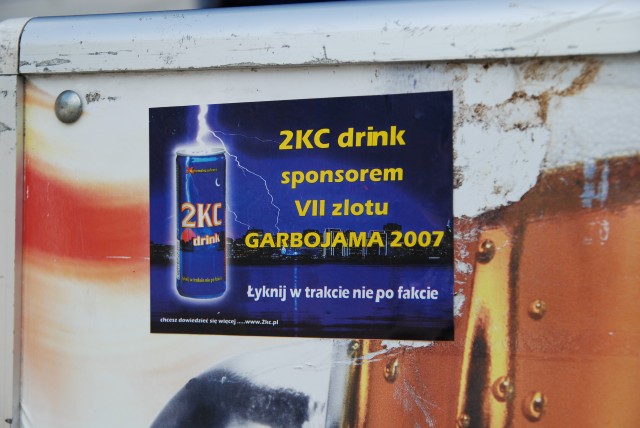 2KC drink
sponsorem
VII zlotu
GARBOJAMA 2007
2KC
drink
Łyknij w trakcie nie po fakcie
chcesz dowiedzieć się więcej .....www.2kc.pl